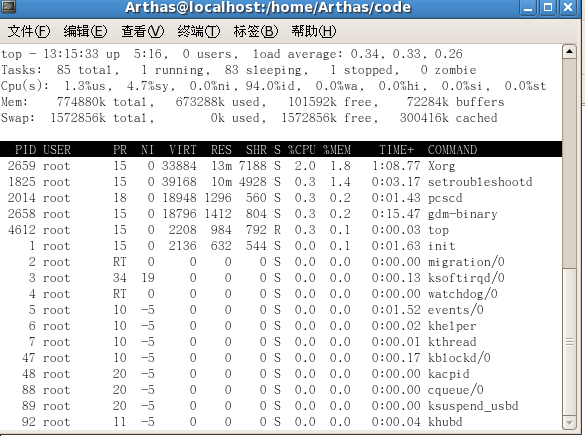 Arthas@localhost:/home/Arthas/code
文件(F) 编辑(E) 查看(V) 终端(T) 标签(B) 帮助(H)
top - 13:15:33 up  5:16,  0 users,  load average: 0.34, 0.33, 0.26
Tasks:  85 total,   1 running,  83 sleeping,   1 stopped,   0 zombie
Cpu(s):  1.3%us,  4.7%sy,  0.0%ni, 94.0%id,  0.0%wa,  0.0%hi,  0.0%si,  0.0%st
Mem:    774880k total,   673288k used,   101592k free,    72284k buffers
Swap:  1572856k total,        0k used,  1572856k free,   300416k cached
PID USER PR NI VIRT RES SHR S %CPU %MEM TIME+ COMMAND
2659 root 15 0 33884 13m 7188 S 2.0 1.8 1:08.77 Xorg
1825 root 15 0 39168 10m 4928 S 0.3 1.4 0:03.17 setroubleshootd
2014 root 18 0 18948 1296 560 S 0.3 0.2 0:01.43 pcscd
2658 root 15 0 18796 1412 804 S 0.3 0.2 0:15.47 gdm-binary
4612 root 15 0 2208 984 792 R 0.3 0.1 0:00.03 top
1 root 15 0 2136 632 544 S 0.0 0.1 0:01.63 init
2 root RT 0 0 0 0 S 0.0 0.0 0:00.00 migration/0
3 root 34 19 0 0 0 S 0.0 0.0 0:00.13 ksoftirqd/0
4 root RT 0 0 0 0 S 0.0 0.0 0:00.00 watchdog/0
5 root 10 -5 0 0 0 S 0.0 0.0 0:01.52 events/0
6 root 10 -5 0 0 0 S 0.0 0.0 0:00.02 khelper
7 root 10 -5 0 0 0 S 0.0 0.0 0:00.01 kthread
47 root 10 -5 0 0 0 S 0.0 0.0 0:00.17 kblockd/0
48 root 20 -5 0 0 0 S 0.0 0.0 0:00.00 kacpid
88 root 20 -5 0 0 0 S 0.0 0.0 0:00.00 cqueue/0
89 root 20 -5 0 0 0 S 0.0 0.0 0:00.00 ksuspend_usbd
92 root 11 -5 0 0 0 S 0.0 0.0 0:00.04 khubd